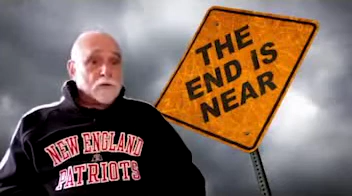 THE
END IS
NEAR
NEW ENGLAND
PATRIOTS